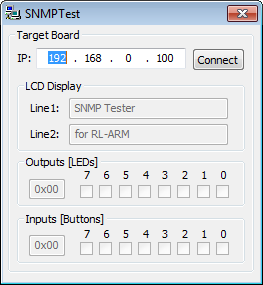 SNMPTest
Target Board
IP: 192 . 168 . 0 . 100 Connect
LCD Display
Line1: SNMP Tester
Line2: for RL-ARM
Outputs [LEDs]
7 6 5 4 3 2 1 0
0x00
Inputs [Buttons]
7 6 5 4 3 2 1 0
0x00